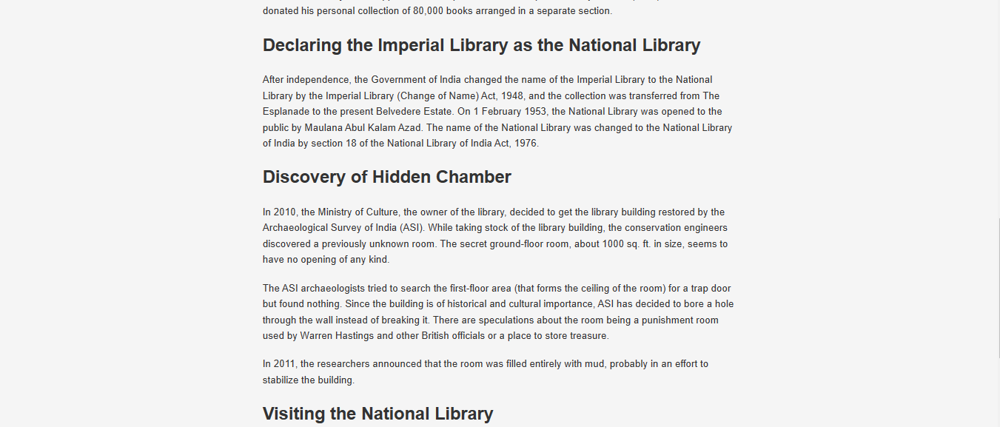 donated his personal collection of 80,000 books arranged in a separate section.
Declaring the Imperial Library as the National Library
After independence, the Government of India changed the name of the Imperial Library to the National
Library by the Imperial Library (Change of Name) Act, 1948, and the collection was transferred from The
Esplanade to the present Belvedere Estate. On 1 February 1953, the National Library was opened to the
public by Maulana Abul Kalam Azad. The name of the National Library was changed to the National Library
of India by section 18 of the National Library of India Act, 1976.
Discovery of Hidden Chamber
In 2010, the Ministry of Culture, the owner of the library, decided to get the library building restored by the
Archaeological Survey of India (ASI). While taking stock of the library building, the conservation engineers
discovered a previously unknown room. The secret ground-floor room, about 1000 sq. ft. in size, seems to
have no opening of any kind.
The ASI archaeologists tried to search the first-floor area (that forms the ceiling of the room) for a trap door
but found nothing. Since the building is of historical and cultural importance, ASI has decided to bore a hole
through the wall instead of breaking it. There are speculations about the room being a punishment room
used by Warren Hastings and other British officials or a place to store treasure.
In 2011, the researchers announced that the room was filled entirely with mud, probably in an effort to
stabilize the building.
Visiting the National Library